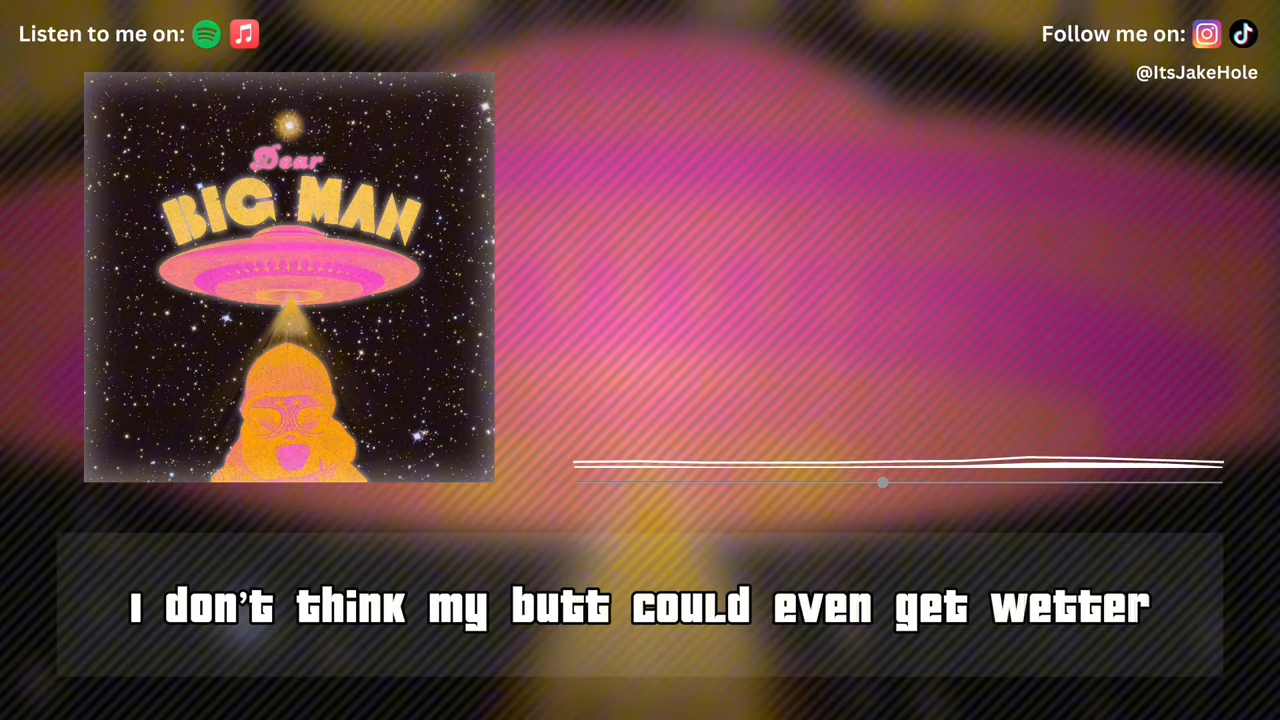 Listen to me on:
Follow me on:
@ItsJakeHole
Dear
BIG MAN
I don't think my butt could even get wetter